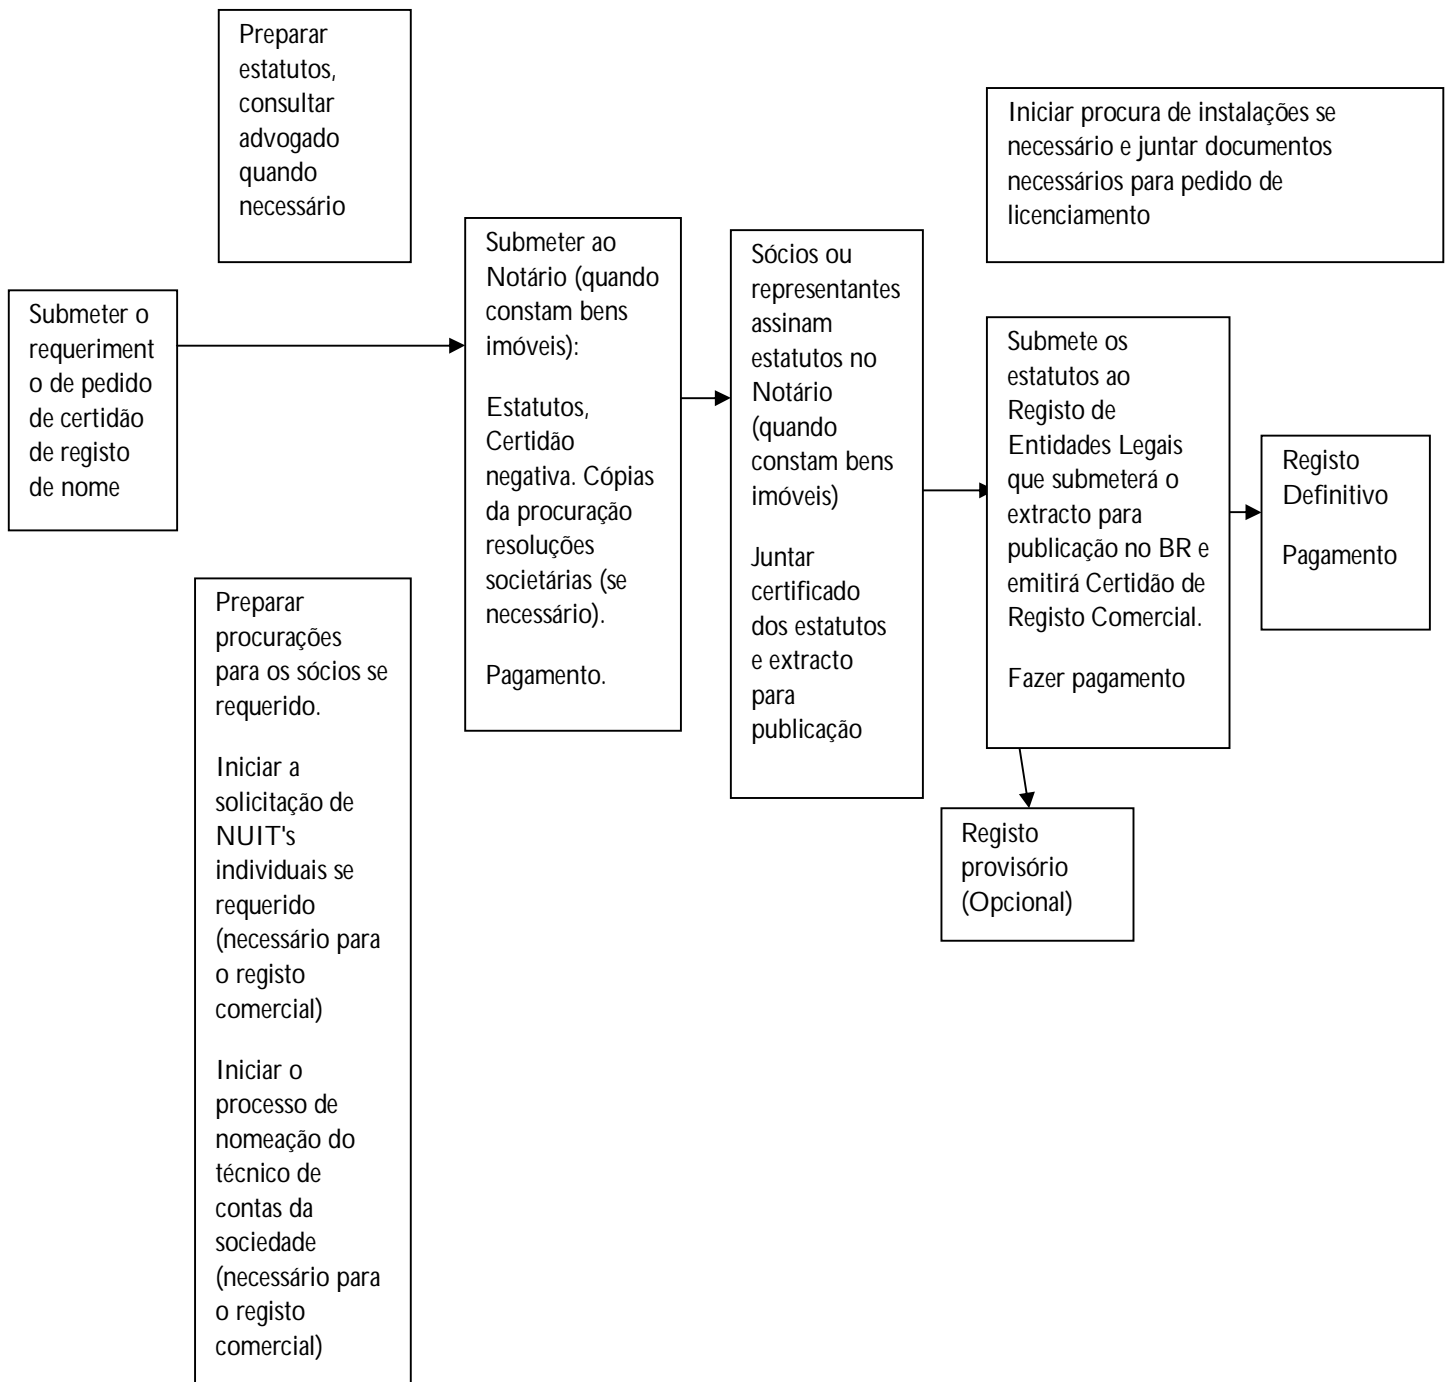 Preparar
estatutos,
consultar
advogado
quando
necessário
Iniciar procura de instalações se
necessário e juntar documentos
necessários para pedido de
licenciamento
Submeter o
requeriment
o de pedido
de certidão
de registo
de nome
Submeter ao
Notário (quando
constam bens
imóveis):
Estatutos,
Certidão
negativa. Cópias
da procuração
resoluções
societárias (se
necessário).
Pagamento.
Sócios ou
representantes
assinam
estatutos no
Notário
(quando
constam bens
imóveis)
Juntar
certificado
dos estatutos
e extracto
para
publicação
Submete os
estatutos ao
Registo de
Entidades Legais
que submeterá o
extracto para
publicação no BR e
emitirá Certidão de
Registo Comercial.
Fazer pagamento
Registo
Definitivo
Pagamento
Registo
provisório
(Opcional)
Preparar
procurações
para os sócios se
requerido.
Iniciar a
solicitação de
NUIT's
individuais se
requerido
(necessário para
o registo
comercial)
Iniciar o
processo de
nomeação do
técnico de
contas da
sociedade
(necessário para
o registo
comercial)